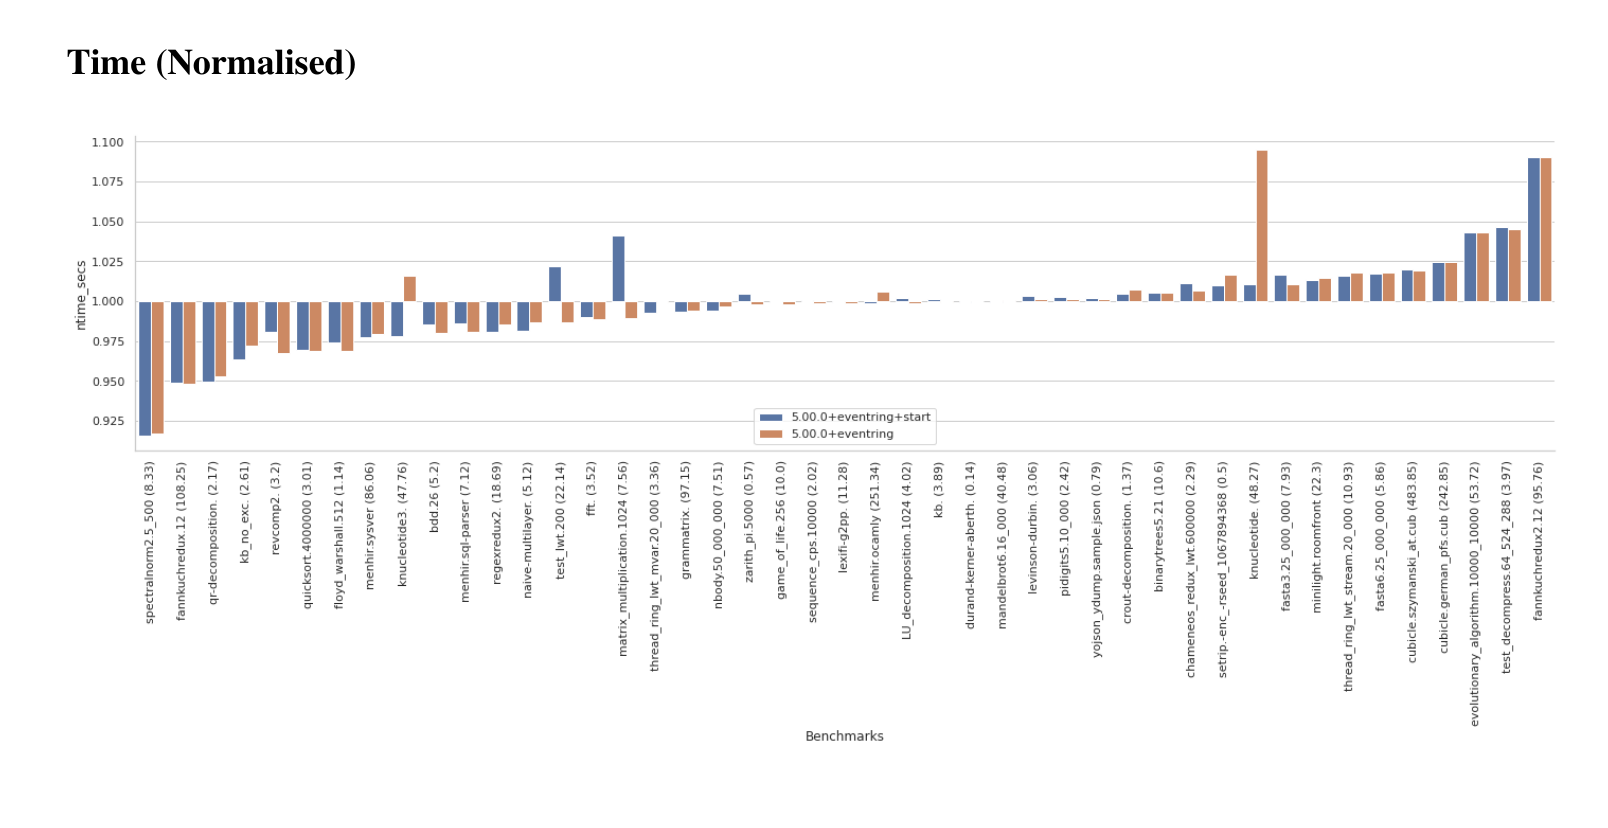 Time (Normalised)
ntime_secs
1.100
1.075
1.050
1.025
1.000
0.975
0.950
0.925
5.00.0+eventring+start
5.00.0+eventring
spectralnorm2.5_500 (8.33)
fannkuchredux.12 (108.25)
qr-decomposition. (2.17)
kb_no_exc. (2.61)
revcomp2. (3.2)
quicksort.4000000 (3.01)
floyd_warshall.512 (1.14)
menhir.sysver (86.06)
knucleotide3. (47.76)
bdd.26 (5.2)
menhir.sql-parser (7.12)
regexredux2. (18.69)
naive-multilayer. (5.12)
test_lwt.200 (22.14)
fft. (3.52)
matrix_multiplication.1024 (7.56)
thread_ring_lwt_mvar.20_000 (3.36)
grammatrix. (97.15)
nbody.50_000_000 (7.51)
zarith_pi.5000 (0.57)
game_of_life.256 (10.0)
sequence_cps.10000 (2.02)
lexifi-g2pp. (11.28)
menhir.ocamly (251.34)
LU_decomposition.1024 (4.02)
kb. (3.89)
durand-kerner-aberth. (0.14)
mandelbrot6.16_000 (40.48)
levinson-durbin. (3.06)
pidigits5.10_000 (2.42)
yojson_ydump.sample.json (0.79)
crout-decomposition. (1.37)
binarytrees5.21 (10.6)
chameneos_redux_lwt.600000 (2.29)
setrip.-enc_-rseed_1067894368 (0.5)
knucleotide. (48.27)
fasta3.25_000_000 (7.93)
minilight.roomfront (22.3)
thread_ring_lwt_stream.20_000 (10.93)
fasta6.25_000_000 (5.86)
cubicle.szymanski_at.cub (483.85)
cubicle.german_pfs.cub (242.85)
evolutionary_algorithm.10000_10000 (53.72)
test_decompress.64_524_288 (3.97)
fannkuchredux2.12 (95.76)
Benchmarks